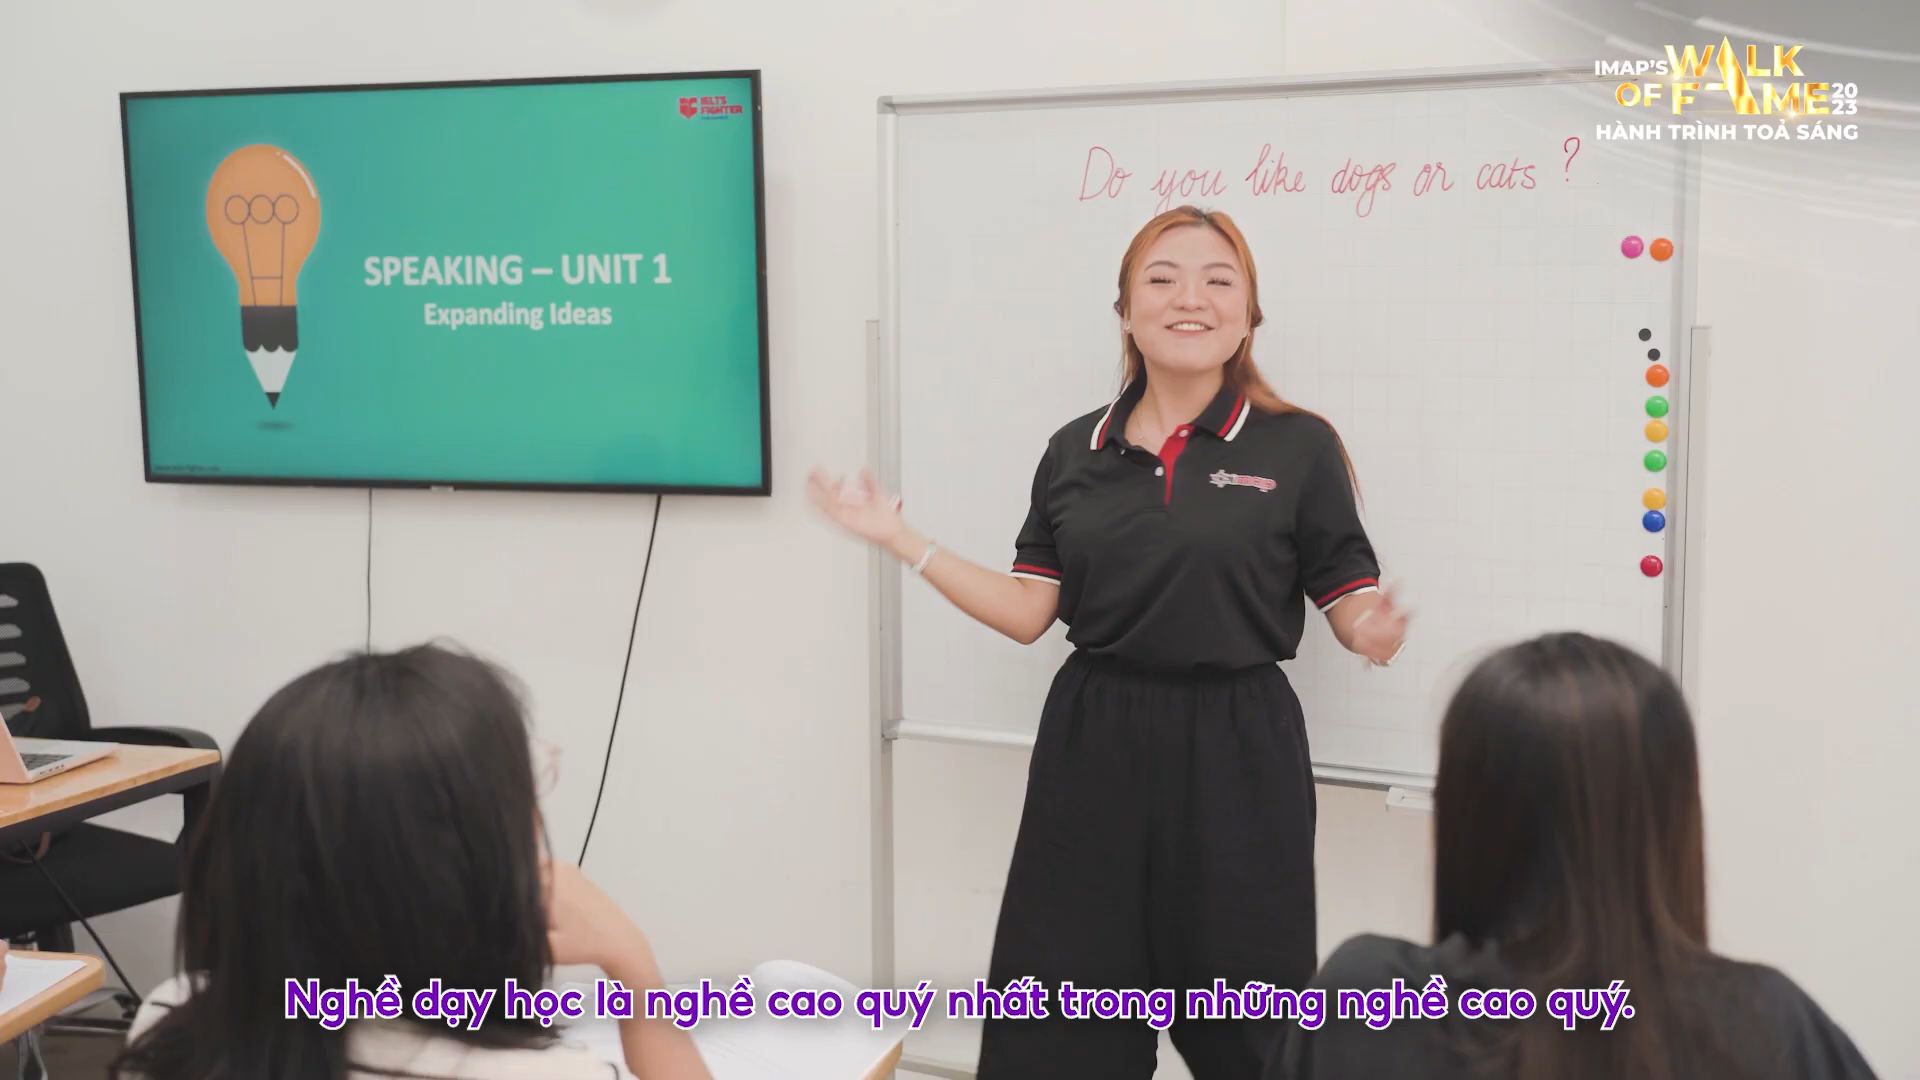 IELTS
FIGHTER
SPEAKING – UNIT 1
Expanding Ideas
Do you like dogs or cats ?
IMAP'S WALK
OF FAME 2023
HÀNH TRÌNH TOẢ SÁNG
imap
Nghề dạy học là nghề cao quý nhất trong những nghề cao quý.